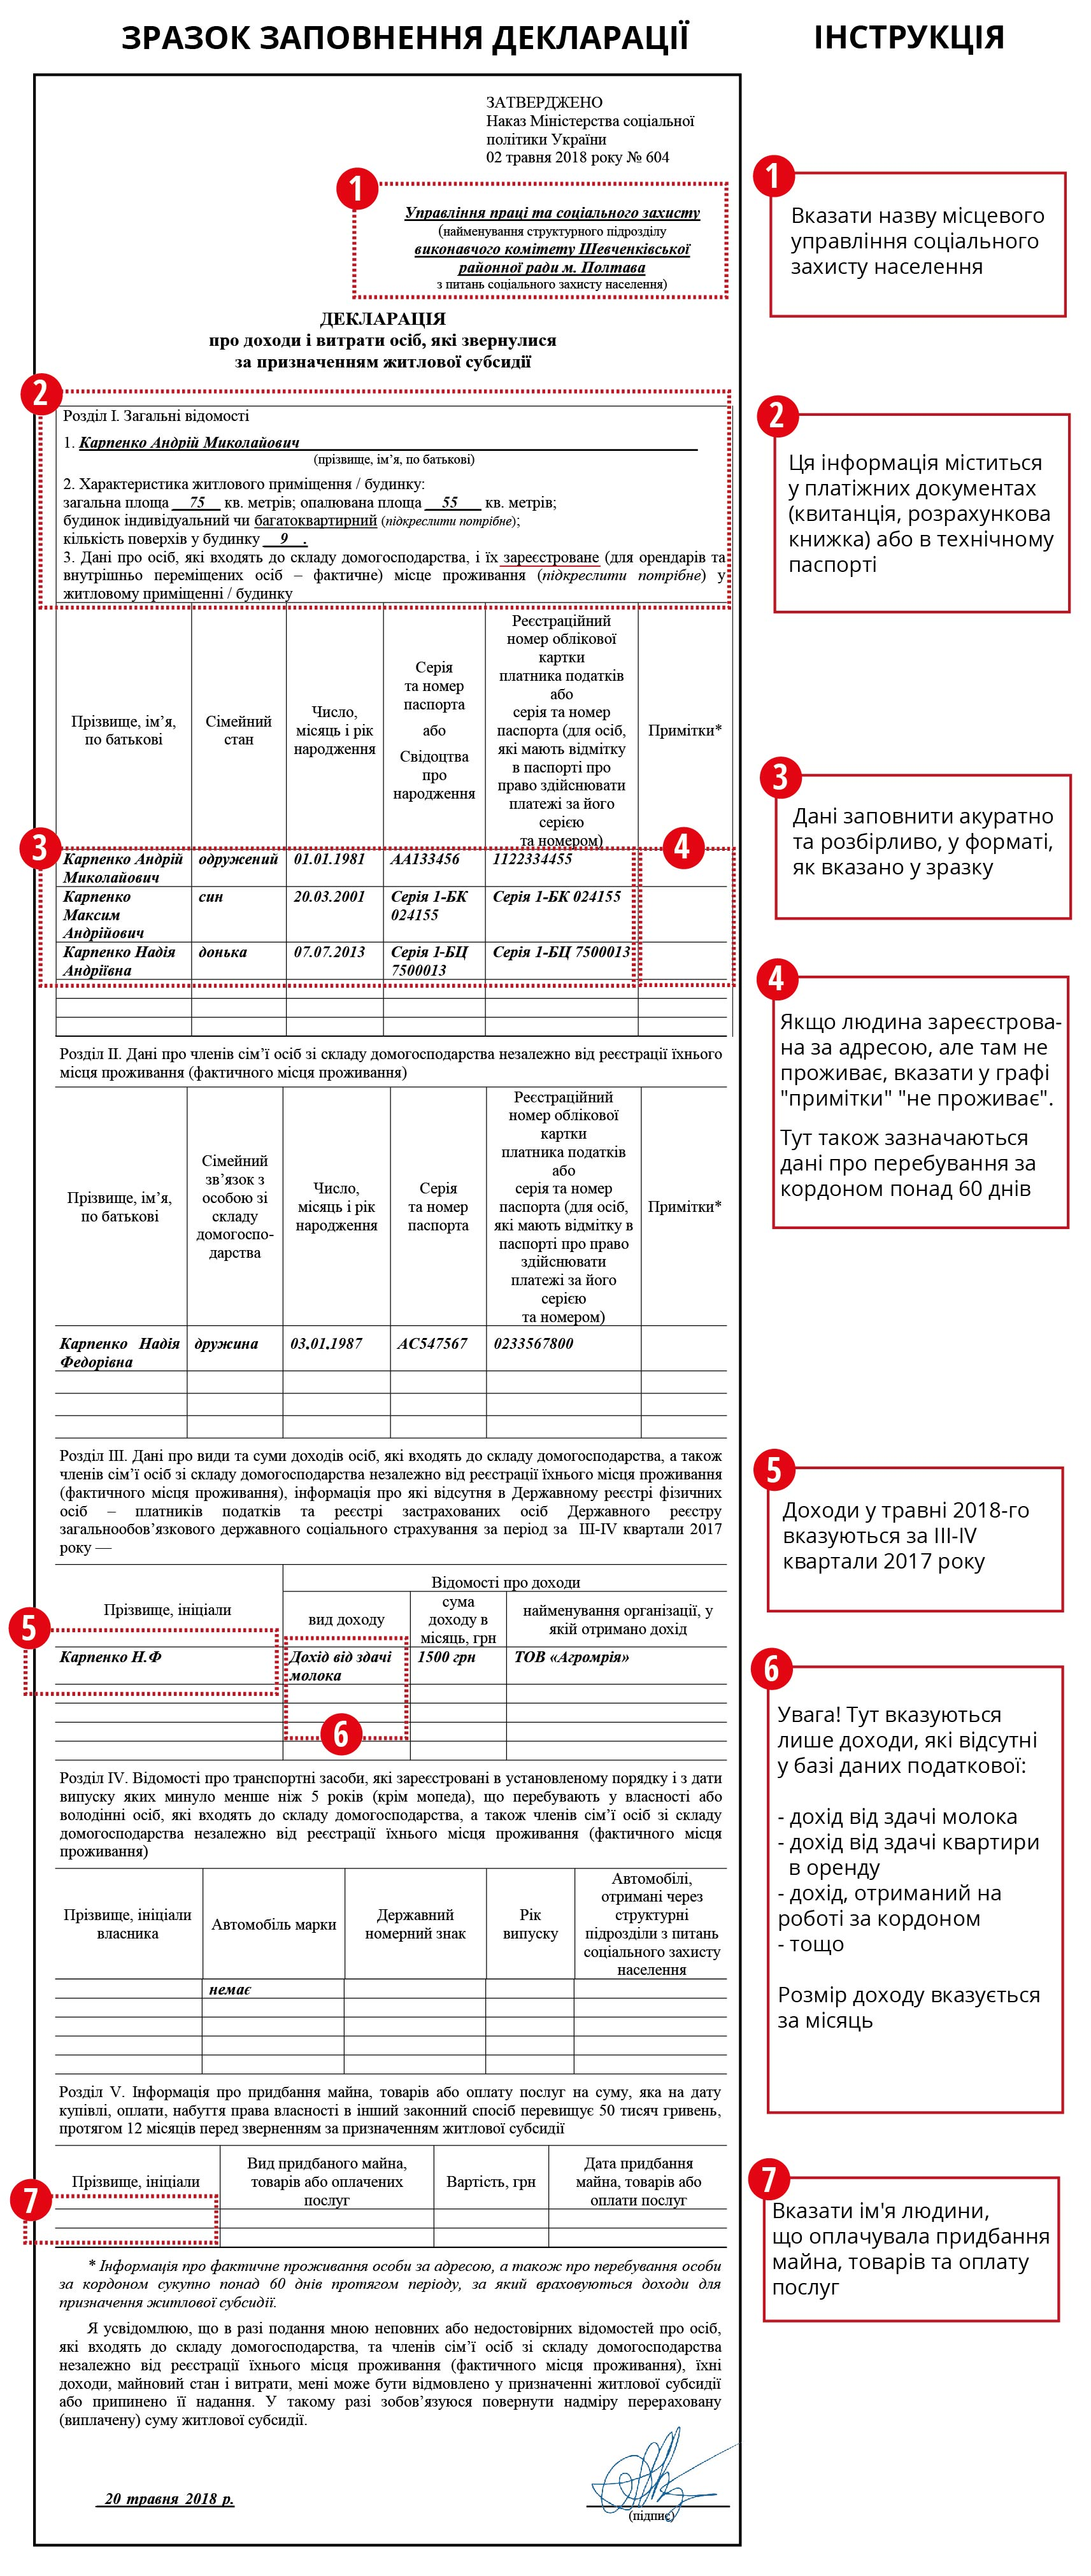 ЗРАЗОК ЗАПОВНЕННЯ ДЕКЛАРАЦІЇ
ІНСТРУКЦІЯ
ЗАТВЕРДЖЕНО
Наказ Міністерства соціальної
політики України
02 травня 2018 року № 604
1
Управління праці та соціального захисту
(найменування структурного підрозділу
виконавчого комітету Шевченківської
районної ради м. Полтава
з питань соціального захисту населення)
1
Вказати назву місцевого
управління соціального
захисту населення
ДЕКЛАРАЦІЯ
про доходи і витрати осіб, які звернулися
за призначенням житлової субсидії
2
Розділ I. Загальні відомості
1. Карпенко Андрій Миколайович
(прізвище, ім’я, по батькові)
2. Характеристика житлового приміщення / будинку:
загальна площа 75 кв. метрів; опалювана площа 55 кв. метрів;
будинок індивідуальний чи багатоквартирний (підкреслити потрібне);
кількість поверхів у будинку 9 .
3. Дані про осіб, які входять до складу домогосподарства, і їх зареєстроване (для орендарів та
внутрішньо переміщених осіб – фактичне) місце проживання (підкреслити потрібне) у
житловому приміщенні / будинку
2
Ця інформація міститься
у платіжних документах
(квитанція, розрахункова
книжка) або в технічному
паспорті
Прізвище, ім’я,
по батькові
Сімейний
стан
Число,
місяць і рік
народження
Серія
та номер
паспорта
або
Свідоцтва
про
народження
Реєстраційний
номер облікової
картки
платника податків
або
серія та номер
паспорта (для осіб,
які мають відмітку
в паспорті про
право здійснювати
платежі за його
серією
та номером)
Примітки*
3
4
Карпенко Андрій
Миколайович
одружений
01.01.1981
АА133456
1122334455
Карпенко
Максим
Андрійович
син
20.03.2001
Серія 1-БК
024155
Серія 1-БК 024155
Карпенко Надія
Андріївна
донька
07.07.2013
Серія 1-БЦ
7500013
Серія 1-БЦ 7500013
3
Дані заповнити акуратно
та розбірливо, у форматі,
як вказано у зразку
4
Якщо людина зареєстрова-
на за адресою, але там не
проживає, вказати у графі
"примітки" "не проживає".
Тут також зазначаються
дані про перебування за
кордоном понад 60 днів
Розділ II. Дані про членів сім’ї осіб зі складу домогосподарства незалежно від реєстрації їхнього
місця проживання (фактичного місця проживання)
Прізвище, ім’я,
по батькові
Сімейний
зв’язок з
особою зі
складу
домогоспо-
дарства
Число,
місяць і рік
народження
Серія
та номер
паспорта
Реєстраційний
номер облікової
картки
платника податків
або
серія та номер
паспорта (для осіб,
які мають відмітку в
паспорті про право
здійснювати
платежі за його
серією
та номером)
Примітки*
Карпенко Надія
Федорівна
дружина
03.01.1987
АС547567
0233567800
Розділ III. Дані про види та суми доходів осіб, які входять до складу домогосподарства, а також
членів сім’ї осіб зі складу домогосподарства незалежно від реєстрації їхнього місця проживання
(фактичного місця проживання), інформація про які відсутня в Державному реєстрі фізичних
осіб – платників податків та реєстрі застрахованих осіб Державного реєстру
загальнообов’язкового державного соціального страхування за період за III-IV квартали 2017
року —
5
Доходи у травні 2018-го
вказуються за III-IV
квартали 2017 року
Прізвище, ініціали
Відомості про доходи
вид доходу
сума
доходу в
місяць, грн
найменування організації, у
якій отримано дохід
5
Карпенко Н.Ф
Дохід від здачі
молока
1500 грн
ТОВ «Агромрія»
6
6
Увага! Тут вказуються
лише доходи, які відсутні
у базі даних податкової:
- дохід від здачі молока
- дохід від здачі квартири
в оренду
- дохід, отриманий на
роботі за кордоном
- тощо
Розмір доходу вказується
за місяць
Розділ IV. Відомості про транспортні засоби, які зареєстровані в установленому порядку і з дати
випуску яких минуло менше ніж 5 років (крім мопеда), що перебувають у власності або
володінні осіб, які входять до складу домогосподарства, а також членів сім’ї осіб зі складу
домогосподарства незалежно від реєстрації їхнього місця проживання (фактичного місця
проживання)
Прізвище, ініціали
власника
Автомобіль марки
Державний
номерний знак
Рік
випуску
Автомобілі,
отримані через
структурні
підрозділи з питань
соціального захисту
населення
немає
Розділ V. Інформація про придбання майна, товарів або оплату послуг на суму, яка на дату
купівлі, оплати, набуття права власності в інший законний спосіб перевищує 50 тисяч гривень,
протягом 12 місяців перед зверненням за призначенням житлової субсидії
Прізвище, ініціали
Вид придбаного майна,
товарів або оплачених
послуг
Вартість, грн
Дата придбання
майна, товарів або
оплати послуг
7
7
Вказати ім'я людини,
що оплачувала придбання
майна, товарів та оплату
послуг
* Інформація про фактичне проживання особи за адресою, а також про перебування особи
за кордоном сукупно понад 60 днів протягом періоду, за який враховуються доходи для
призначення житлової субсидії.
Я усвідомлюю, що в разі подання мною неповних або недостовірних відомостей про осіб,
які входять до складу домогосподарства, та членів сім’ї осіб зі складу домогосподарства
незалежно від реєстрації їхнього місця проживання (фактичного місця проживання), їхні
доходи, майновий стан і витрати, мені може бути відмовлено у призначенні житлової субсидії
або припинено її надання. У такому разі зобов’язуюся повернути надміру перераховану
(виплачену) суму житлової субсидії.
20 травня 2018 р.
(підпис)